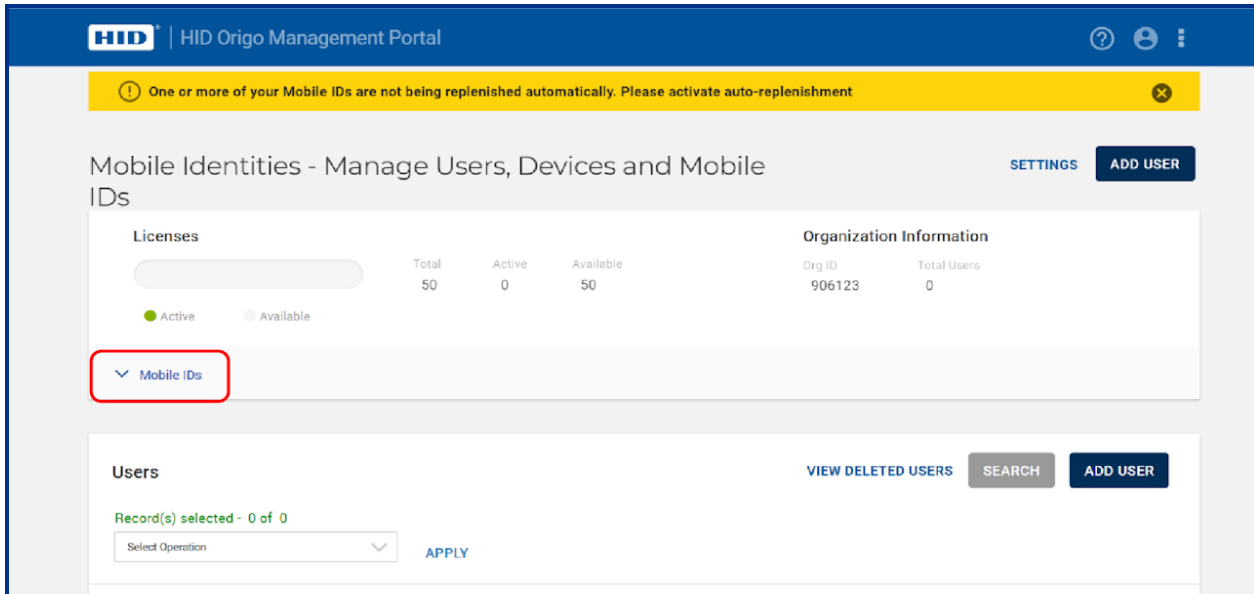 HID | HID Origo Management Portal
One or more of your Mobile IDs are not being replenished automatically. Please activate auto-replenishment
Mobile Identities - Manage Users, Devices and Mobile
IDs
SETTINGS
ADD USER
Licenses
Total Active Available
50 0 50
Active Available
Organization Information
Org ID Total Users
906123 0
Mobile IDs
Users
VIEW DELETED USERS
SEARCH
ADD USER
Record(s) selected - 0 of 0
Select Operation
APPLY